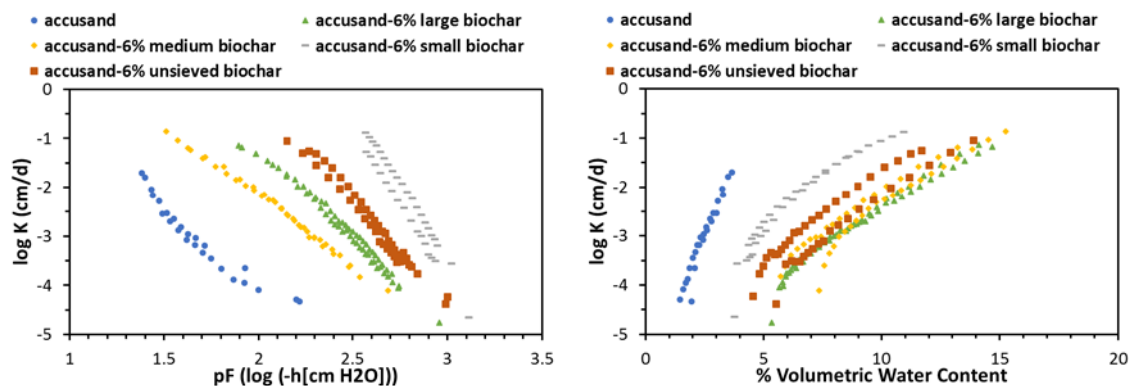 accusand
accusand-6% large biochar
accusand-6% medium biochar
accusand-6% small biochar
accusand-6% unsieved biochar
0
-1
-2
-3
-4
-5
log K (cm/d)
1 1.5 2 2.5 3 3.5
pF (log (-h[cm H2O]))
accusand
accusand-6% large biochar
accusand-6% medium biochar
accusand-6% small biochar
accusand-6% unsieved biochar
0
-1
-2
-3
-4
-5
log K (cm/d)
0 5 10 15 20
% Volumetric Water Content